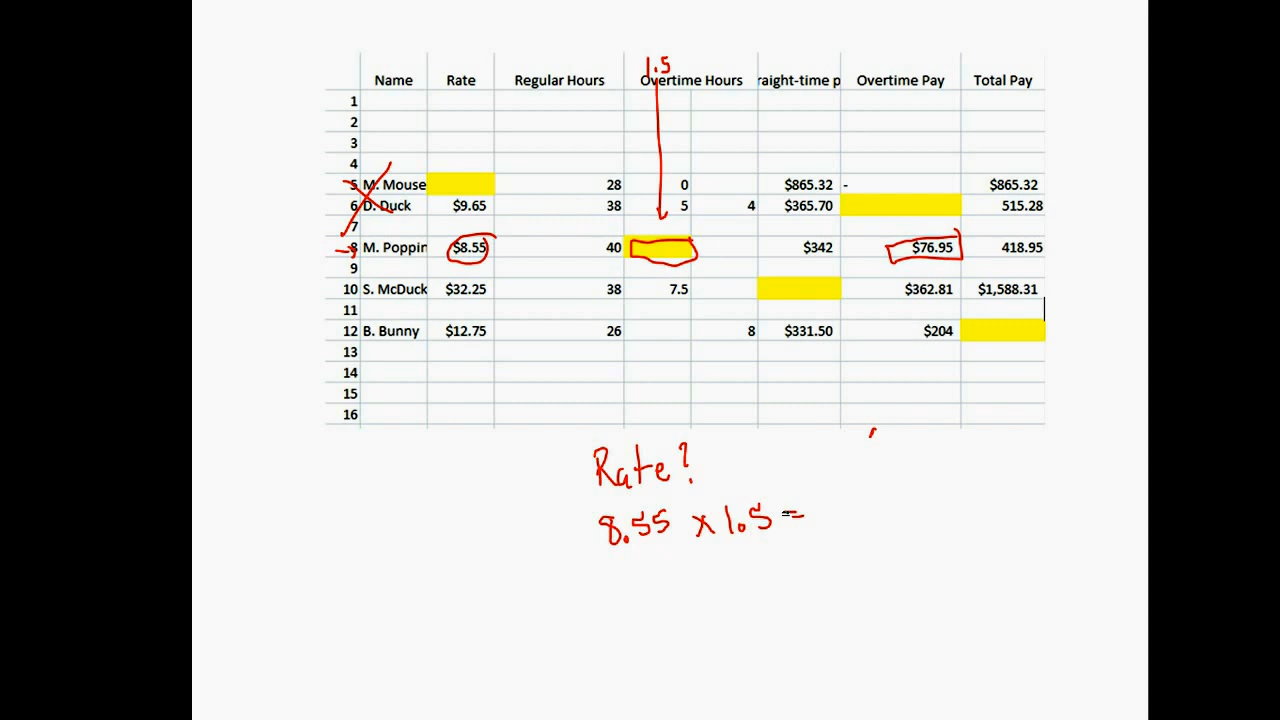 1.5
Name Rate Regular Hours Overtime Hours raight-time p Overtime Pay Total Pay
1
2
3
4
5 M. Mouse 28 0 $865.32 - $865.32
6 D. Duck $9.65 38 5 4 $365.70 515.28
7
8 M. Poppin $8.55 40 $342 $76.95 418.95
9
10 S. McDuck $32.25 38 7.5 $362.81 $1,588.31
11
12 B. Bunny $12.75 26 8 $331.50 $204
13
14
15
16
Rate?
8.55 x 1.5 =